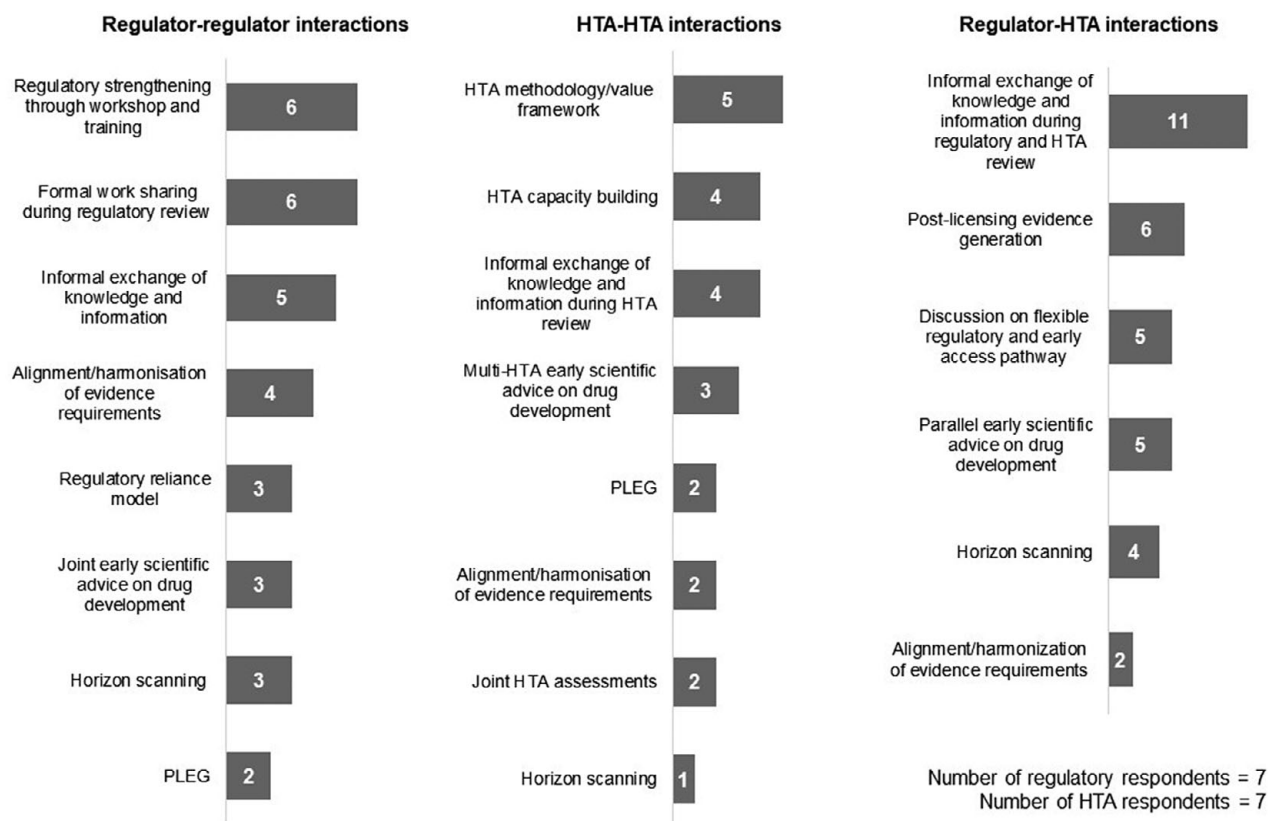 Regulator-regulator interactions
Regulatory strengthening
through workshop and
training
6
Formal work sharing
during regulatory review
6
Informal exchange of
knowledge and
information
5
Alignment/harmonisation
of evidence
requirements
4
Regulatory reliance
model
3
Joint early scientific
advice on drug
development
3
Horizon scanning
3
PLEG
2
HTA-HTA interactions
HTA methodology/value
framework
5
HTA capacity building
4
Informal exchange of
knowledge and
information during HTA
review
4
Multi-HTA early scientific
advice on drug
development
3
PLEG
2
Alignment/harmonisation
of evidence requirements
2
Joint HTA assessments
2
Horizon scanning
1
Regulator-HTA interactions
Informal exchange of
knowledge and
information during
regulatory and HTA
review
11
Post-licensing evidence
generation
6
Discussion on flexible
regulatory and early
access pathway
5
Parallel early scientific
advice on drug
development
5
Horizon scanning
4
Alignment/harmonization
of evidence requirements
2
Number of regulatory respondents = 7
Number of HTA respondents = 7